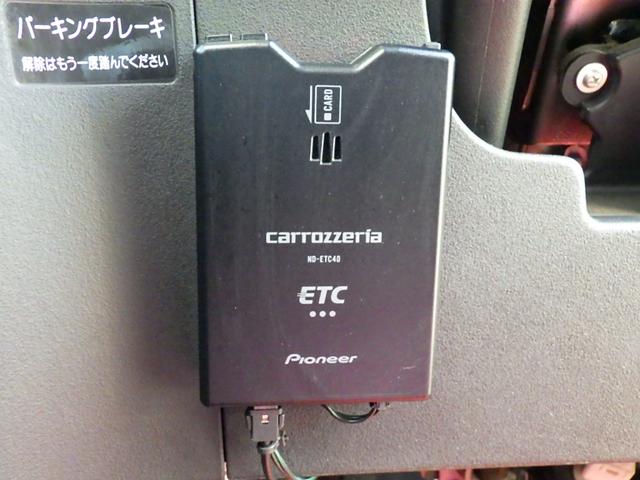 パーキングブレーキ
解除はもう一度踏んでください
CARD
carrozzeria
ND-ETC40
ETC
Pioneer